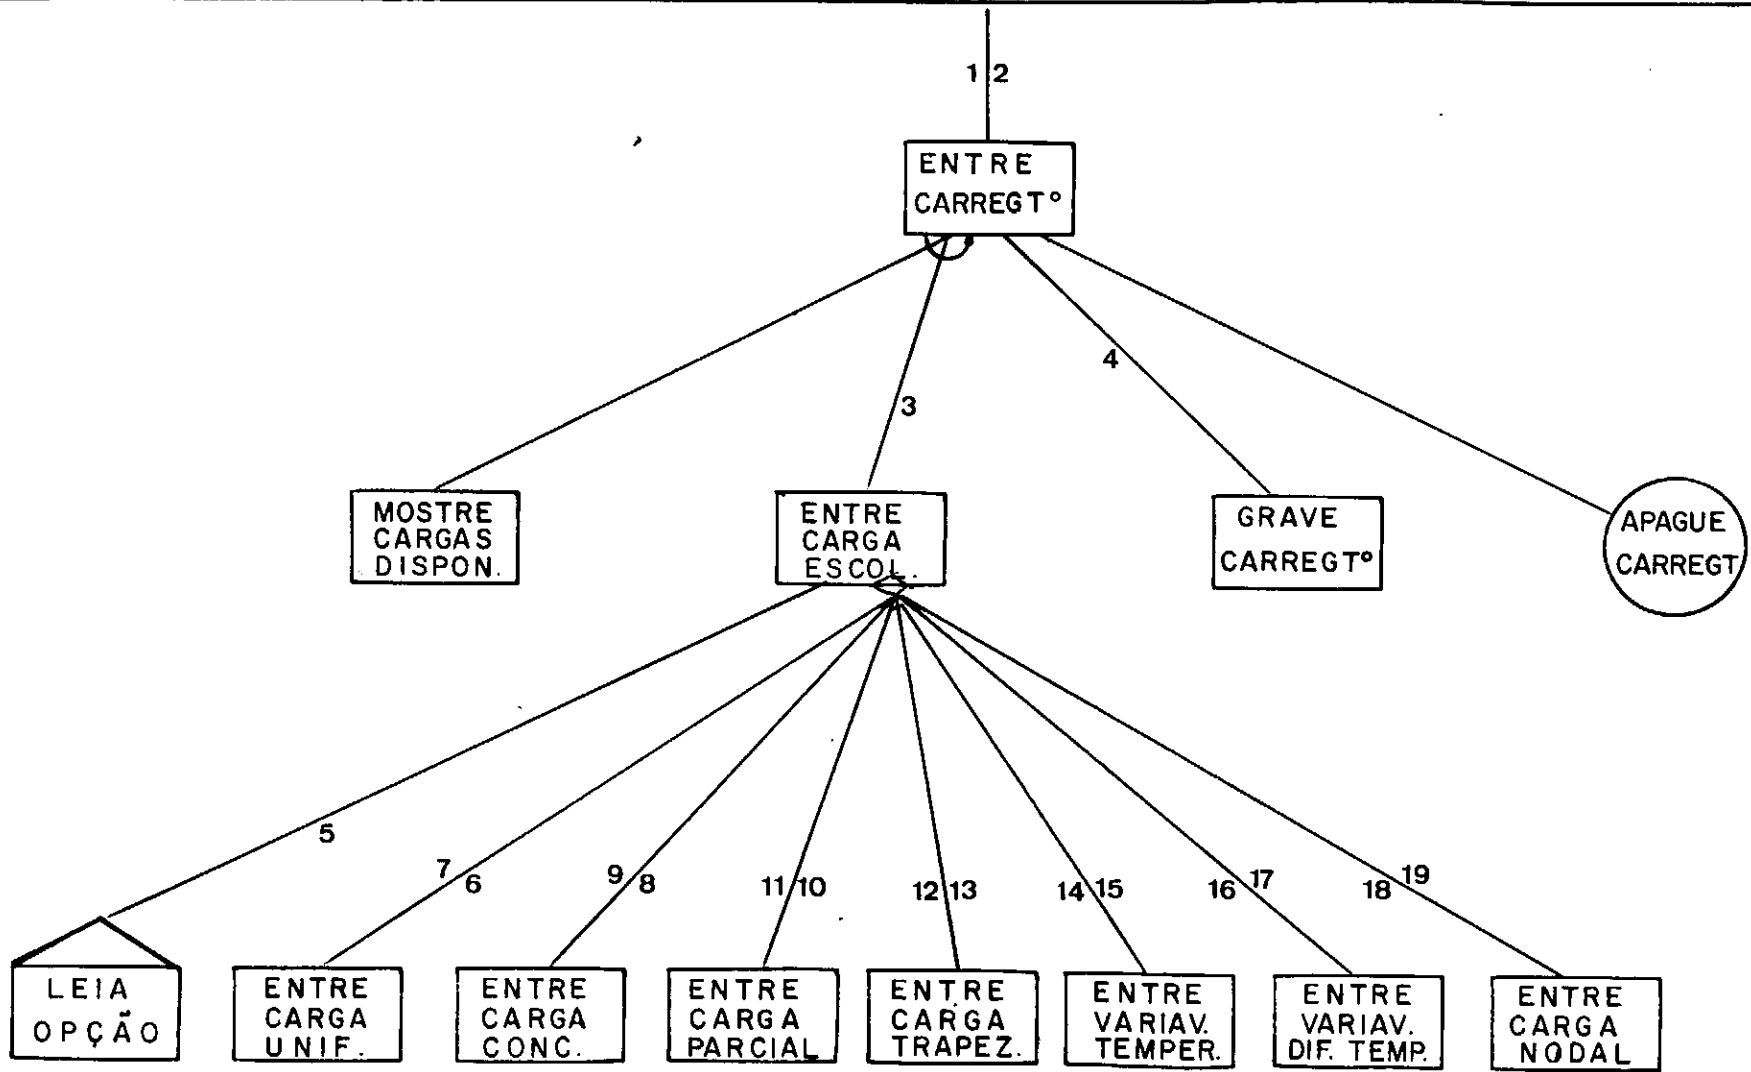 1 2
ENTRE
CARREGTº
4
3
MOSTRE
CARGAS
DISPON.
ENTRE
CARGA
ESCOL.
GRAVE
CARREGTº
APAGUE
CARREGT
5
7 6
9 8
11 10
12 13
14 15
16 17
18 19
LEIA
OPÇÃO
ENTRE
CARGA
UNIF.
ENTRE
CARGA
CONC.
ENTRE
CARGA
PARCIAL
ENTRE
CARGA
TRAPEZ.
ENTRE
VARIAV.
TEMPER.
ENTRE
VARIAV.
DIF. TEMP.
ENTRE
CARGA
NODAL